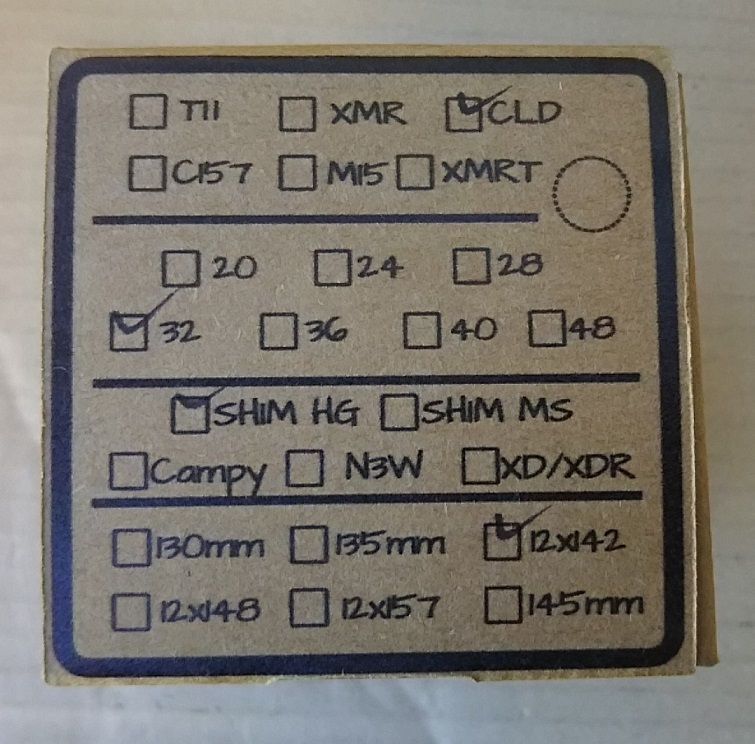 T11 XMR CLD
C157 M15 XMRT
20 24 28
32 36 40 48
SHIM HG SHIM MS
Campy N3W XD/XDR
130mm 135mm 12x142
12x148 12x157 145mm